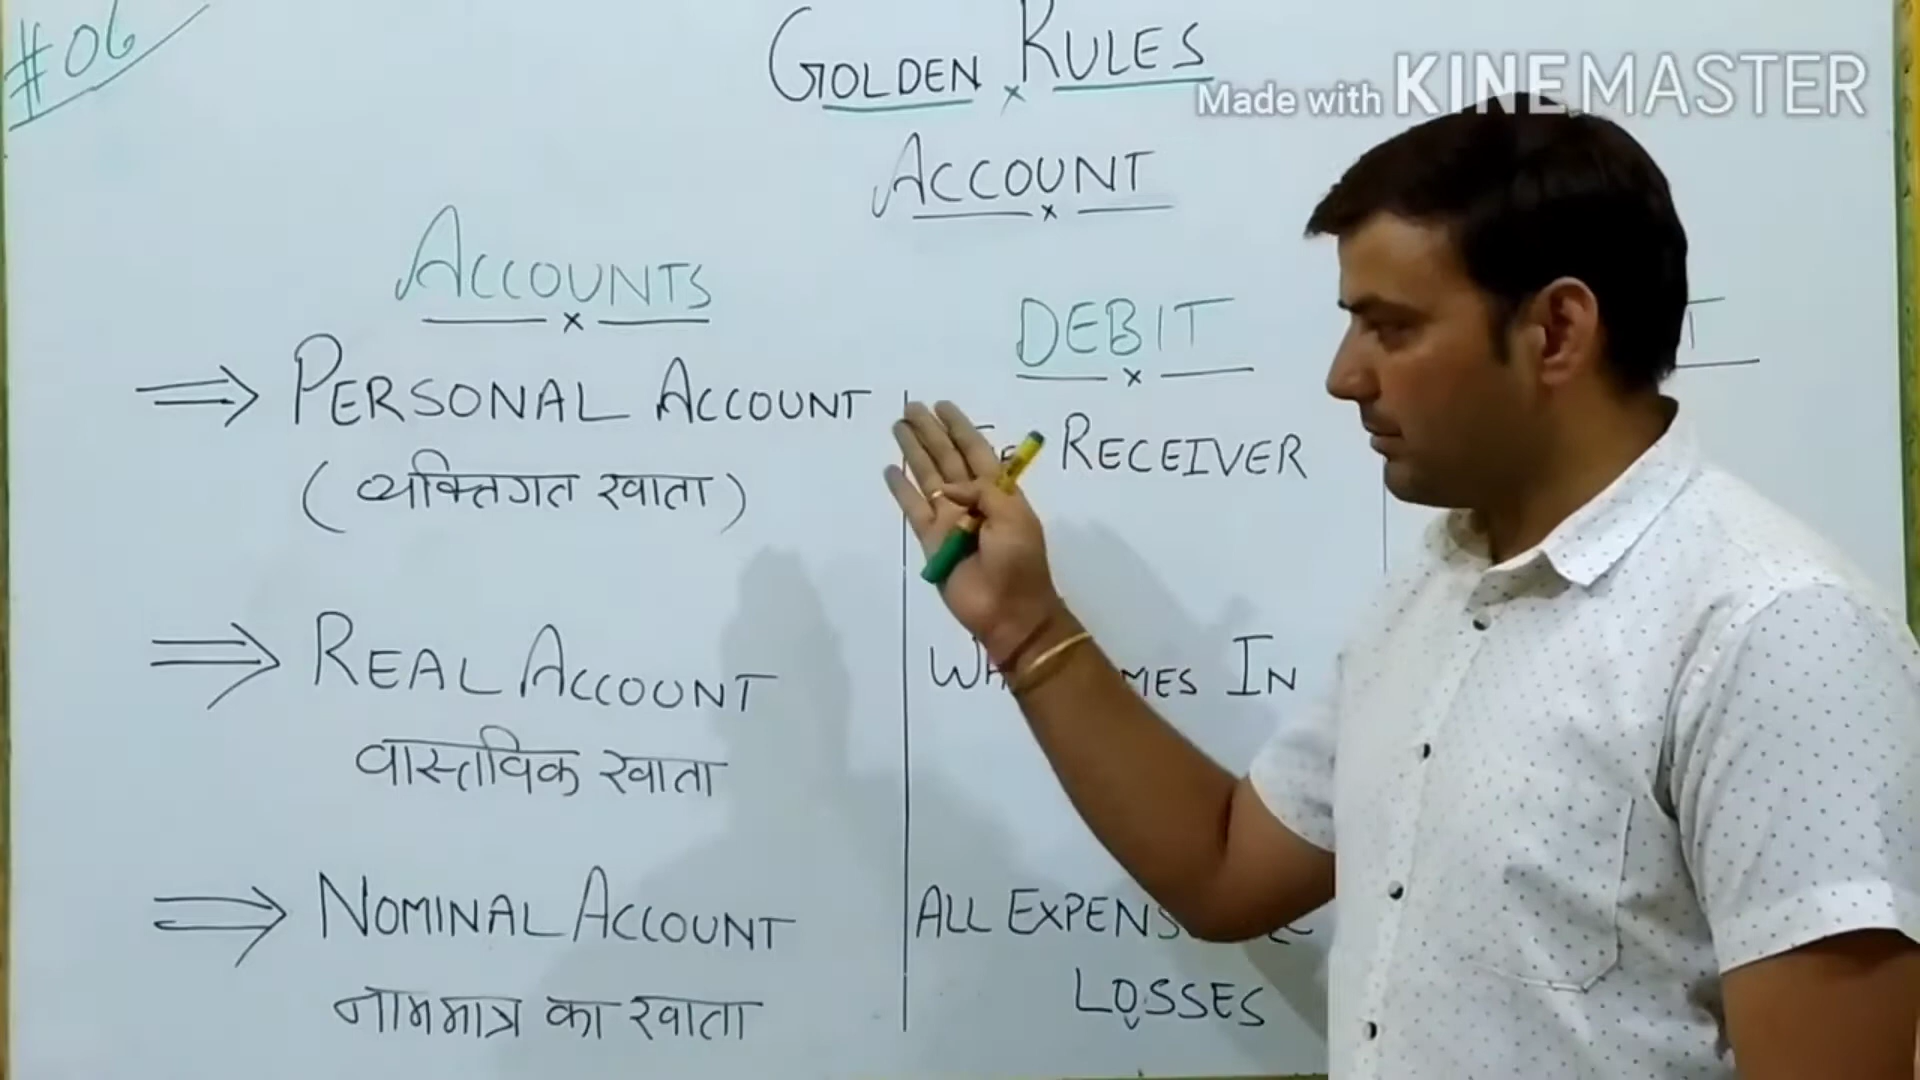 #06
GOLDEN RULES
Made with KINEMASTER
ACCOUNT
ACCOUNTS
DEBIT
PERSONAL ACCOUNT
RECEIVER
(व्यक्तिगत खाता)
REAL ACCOUNT
IN
वास्तविक खाता
NOMINAL ACCOUNT
ALL
LOSSES
नाममात्र का खाता